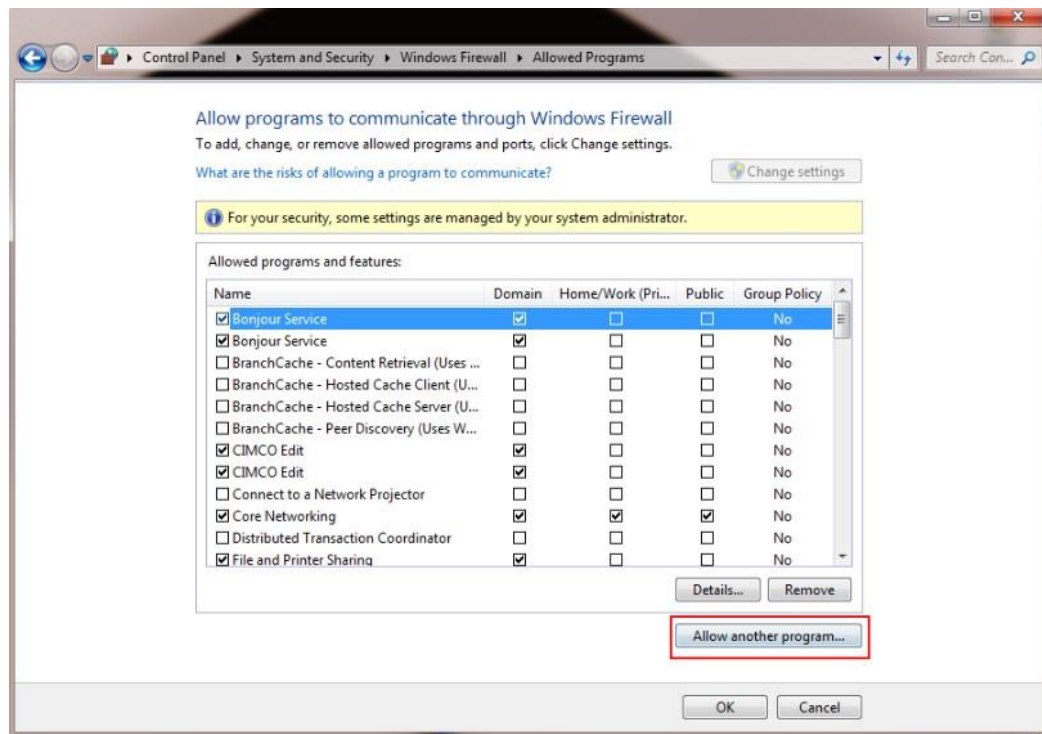 Control Panel ▸ System and Security ▸ Windows Firewall ▸ Allowed Programs
Search Con...
Allow programs to communicate through Windows Firewall
To add, change, or remove allowed programs and ports, click Change settings.
What are the risks of allowing a program to communicate?
Change settings
For your security, some settings are managed by your system administrator.
Allowed programs and features:
Name Domain Home/Work (Pri... Public Group Policy
Bonjour Service No
Bonjour Service No
BranchCache - Content Retrieval (Uses ... No
BranchCache - Hosted Cache Client (U... No
BranchCache - Hosted Cache Server (U... No
BranchCache - Peer Discovery (Uses W... No
CIMCO Edit No
CIMCO Edit No
Connect to a Network Projector No
Core Networking No
Distributed Transaction Coordinator No
File and Printer Sharing No
Details... Remove
Allow another program...
OK Cancel